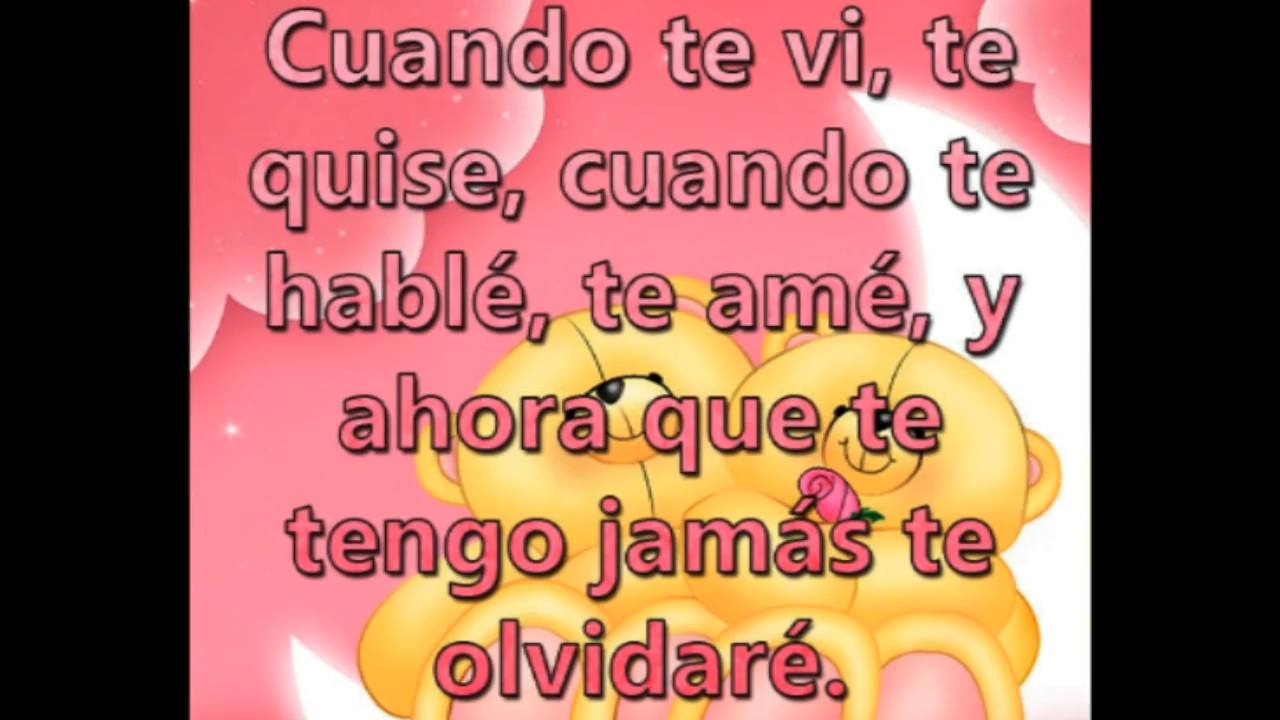 Cuando te vi, te
quise, cuando te
hablé, te amé, y
ahora que te
tengo jamás te
olvidaré.